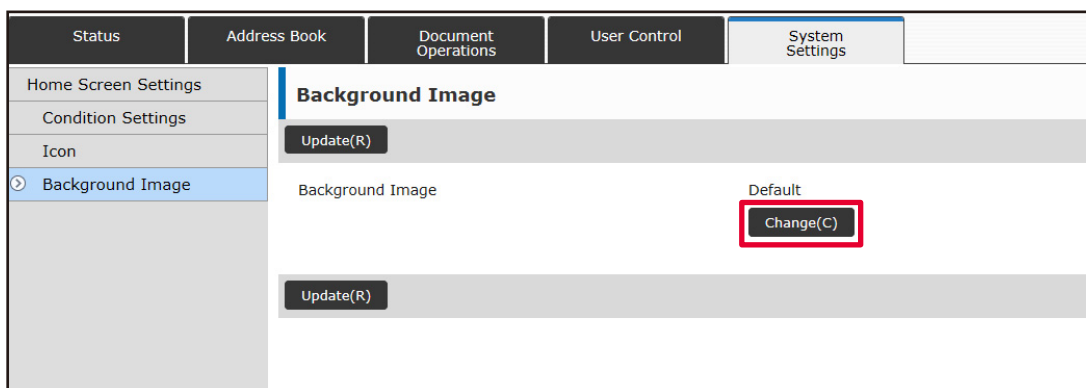 Status
Address Book
Document
Operations
User Control
System
Settings
Home Screen Settings
Condition Settings
Icon
Background Image
Background Image
Update(R)
Background Image
Default
Change(C)
Update(R)